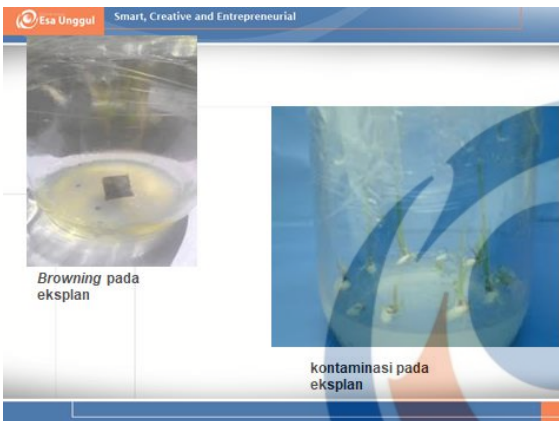 Esa Unggul
Smart, Creative and Entrepreneurial
Browning pada
eksplan
kontaminasi pada
eksplan